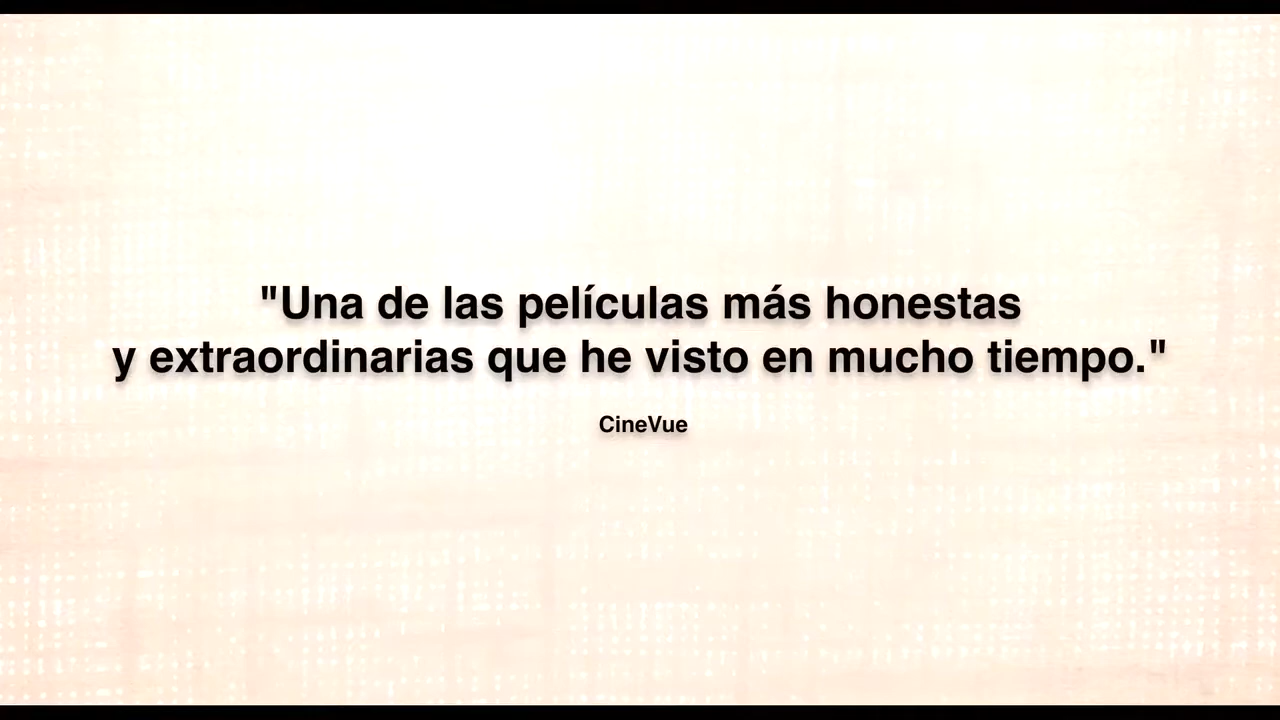 "Una de las películas más honestas
y extraordinarias que he visto en mucho tiempo."
CineVue